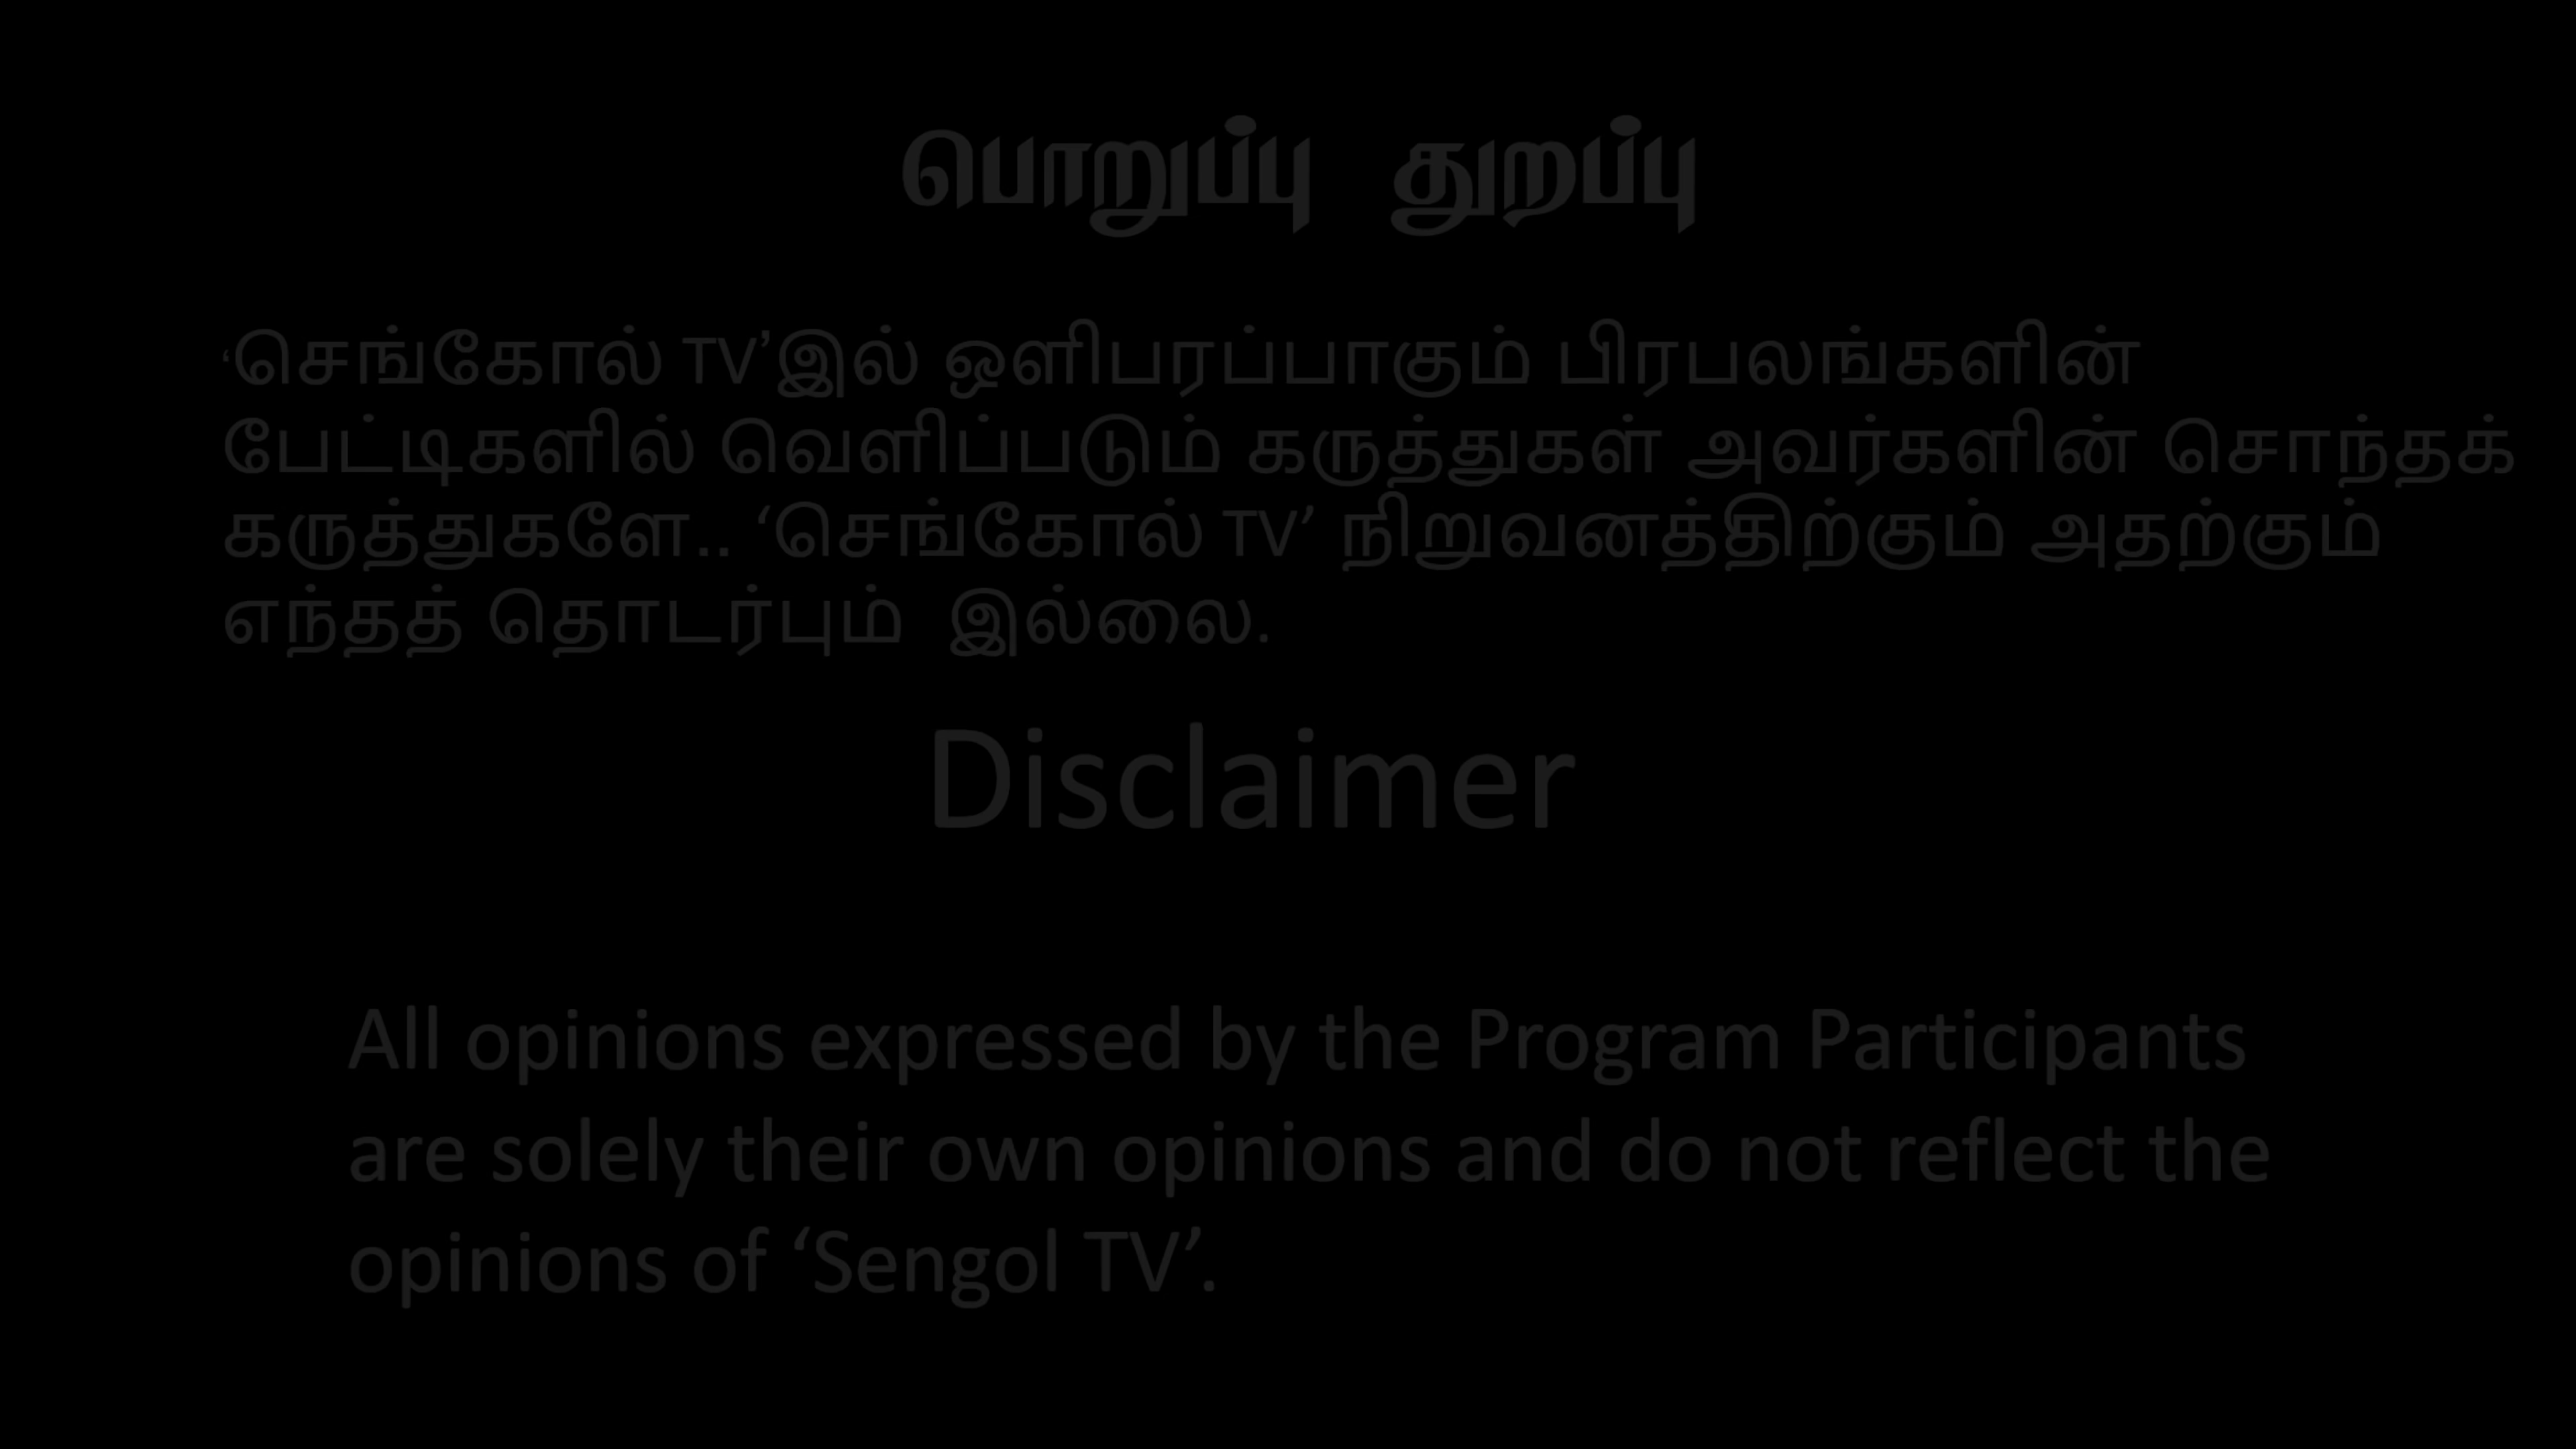 பொறுப்பு துறப்பு
‘செங்கோல் TV’இல் ஒளிபரப்பாகும் பிரபலங்களின்
பேட்டிகளில் வெளிப்படும் கருத்துகள் அவர்களின் சொந்தக்
கருத்துகளே.. ‘செங்கோல் TV’ நிறுவனத்திற்கும் அதற்கும்
எந்தத் தொடர்பும் இல்லை.
Disclaimer
All opinions expressed by the Program Participants
are solely their own opinions and do not reflect the
opinions of ‘Sengol TV’.